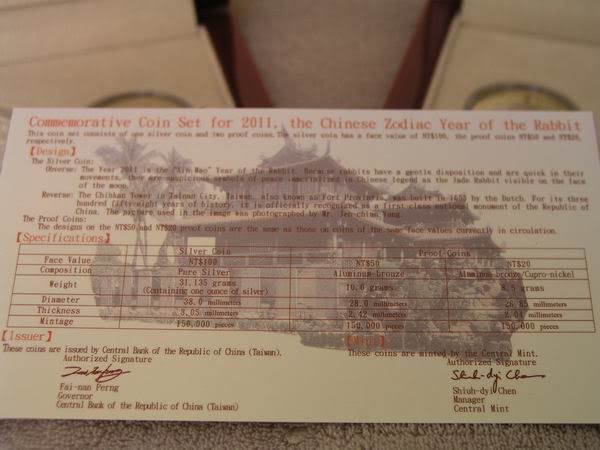 Commemorative Coin Set for 2011, the Chinese Zodiac Year of the Rabbit
This coin set consists of one silver coin and two proof coins. The silver coin has a face value of NT$100, the proof coins NT$50 and NT$20,
respectively.
【Design】
The Silver Coin:
Obverse: The Year 2011 is the "Xin Mao" Year of the Rabbit. Because rabbits have a gentle disposition and are quick in their
movements, they are auspicious symbols of peace immortalized in Chinese legend as the Jade Rabbit visible on the face
of the moon.
Reverse: The Chihkan Tower in Tainan City, Taiwan, also known as Fort Provintia, was built in 1653 by the Dutch. For its three
hundred fifty-eight years of history, it is officially recognized as a first class national monument of the Republic of
China. The picture used in the image was photographed by Mr. Jen-chien Yang.
The Proof Coins:
The designs on the NT$50 and NT$20 proof coins are the same as those on coins of the same face values currently in circulation.
【Specifications】
Silver Coin Proof Coins
Face Value NT$100 NT$50 NT$20
Composition Pure Silver Aluminum-bronze Aluminum-bronze/Cupro-nickel
Weight 31.135 grams (Containing one ounce of silver) 10.0 grams 8.5 grams
Diameter 38.0 millimeters 28.0 millimeters 26.85 millimeters
Thickness 3.05 millimeters 2.42 millimeters 2.04 millimeters
Mintage 150,000 pieces 150,000 pieces 150,000 pieces
【Issuer】 【Mint】
These coins are issued by Central Bank of the Republic of China (Taiwan). These coins are minted by the Central Mint.
Authorized Signature Authorized Signature
Shiuh-dyi Chen
Fai-nan Perng Shiuh-dyi Chen
Governor Manager
Central Bank of the Republic of China (Taiwan) Central Mint